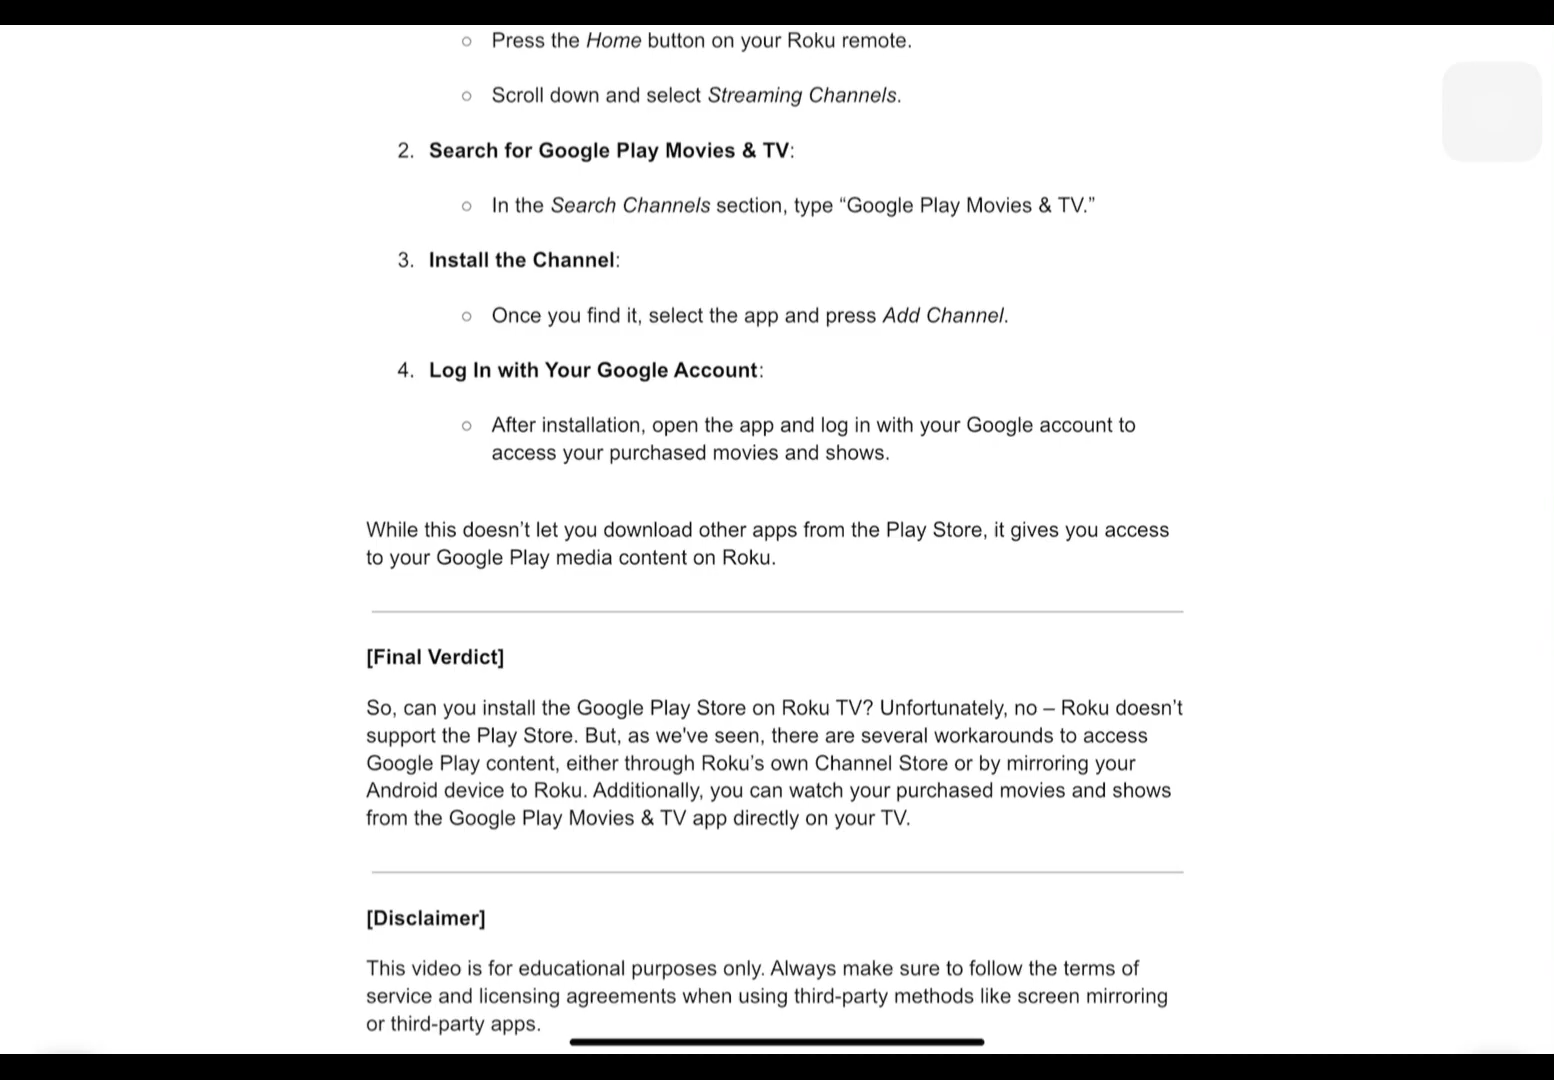 ○ Press the Home button on your Roku remote.
○ Scroll down and select Streaming Channels.
2. Search for Google Play Movies & TV:
○ In the Search Channels section, type “Google Play Movies & TV.”
3. Install the Channel:
○ Once you find it, select the app and press Add Channel.
4. Log In with Your Google Account:
○ After installation, open the app and log in with your Google account to
access your purchased movies and shows.
While this doesn’t let you download other apps from the Play Store, it gives you access
to your Google Play media content on Roku.
[Final Verdict]
So, can you install the Google Play Store on Roku TV? Unfortunately, no – Roku doesn’t
support the Play Store. But, as we've seen, there are several workarounds to access
Google Play content, either through Roku’s own Channel Store or by mirroring your
Android device to Roku. Additionally, you can watch your purchased movies and shows
from the Google Play Movies & TV app directly on your TV.
[Disclaimer]
This video is for educational purposes only. Always make sure to follow the terms of
service and licensing agreements when using third-party methods like screen mirroring
or third-party apps.